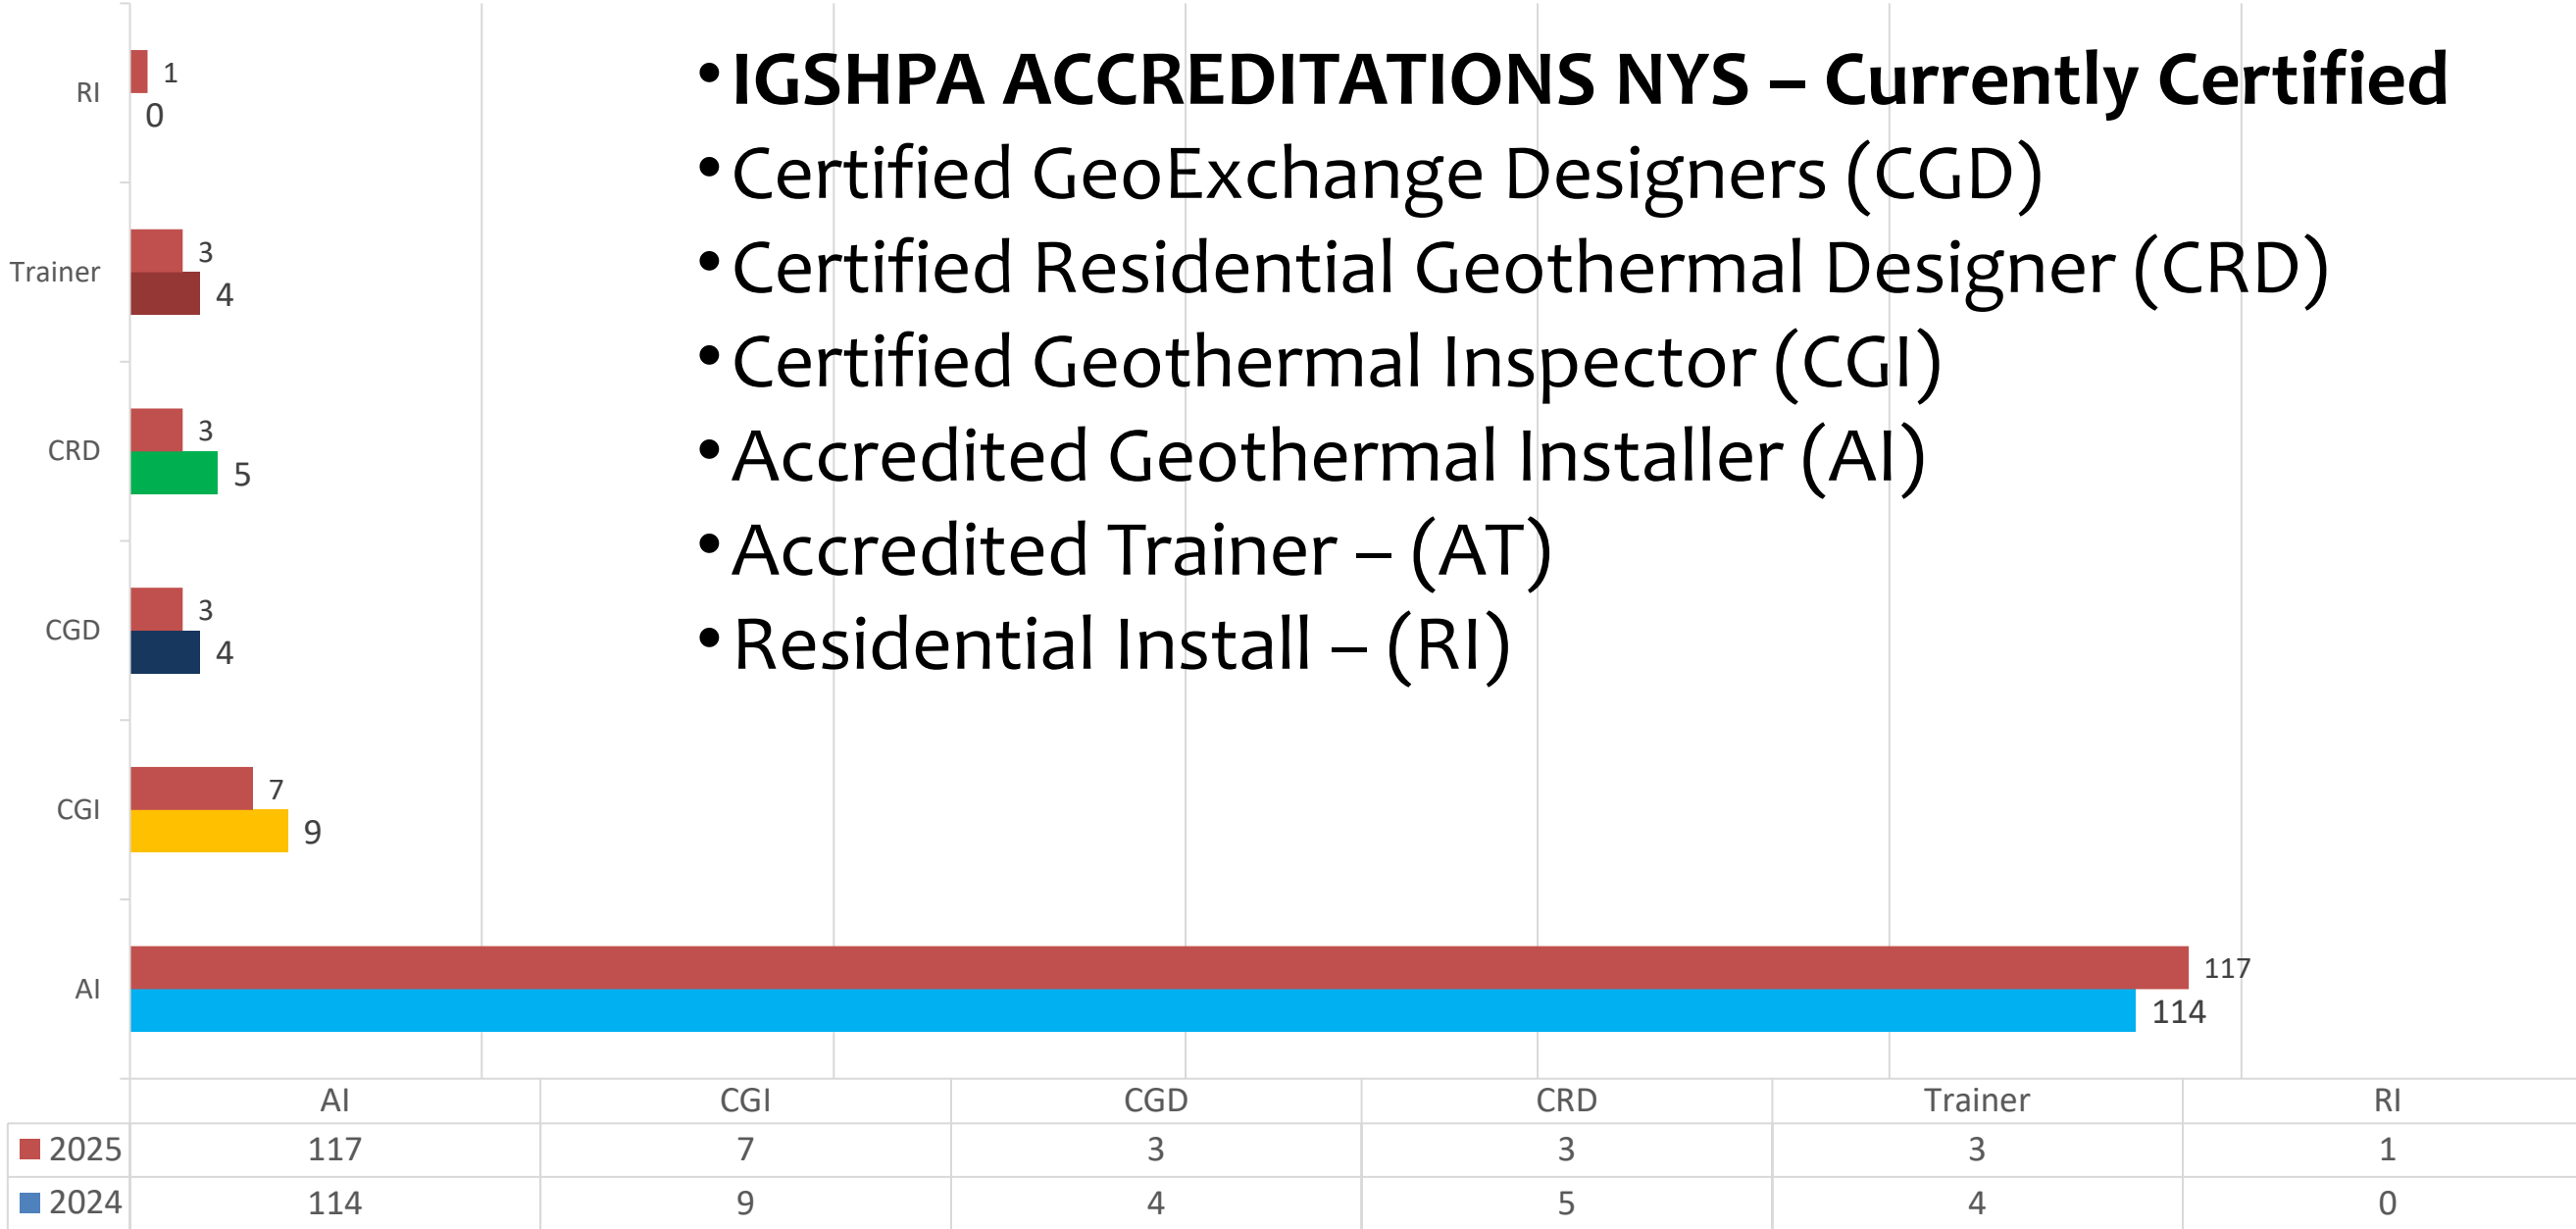 • IGSHPA ACCREDITATIONS NYS – Currently Certified
• Certified GeoExchange Designers (CGD)
• Certified Residential Geothermal Designer (CRD)
• Certified Geothermal Inspector (CGI)
• Accredited Geothermal Installer (AI)
• Accredited Trainer – (AT)
• Residential Install – (RI)
RI
1
0
Trainer
3
4
CRD
3
5
CGD
3
4
CGI
7
9
AI
117
114
AI CGI CGD CRD Trainer RI
2025 117 7 3 3 3 1
2024 114 9 4 5 4 0